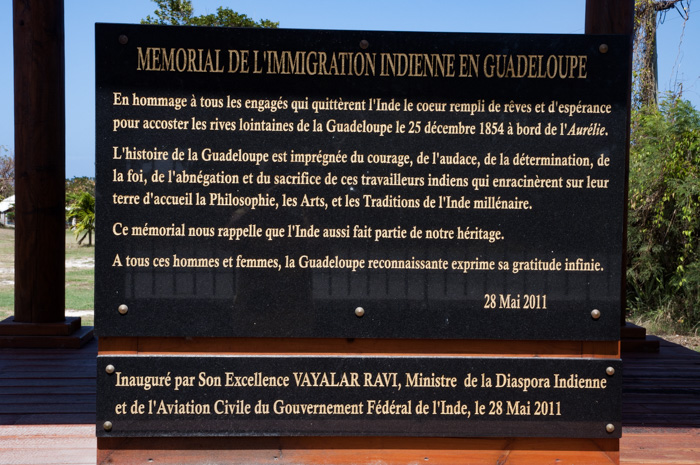 MEMORIAL DE L'IMMIGRATION INDIENNE EN GUADELOUPE
En hommage à tous les engagés qui quittèrent l'Inde le coeur rempli de rêves et d'espérance
pour accoster les rives lointaines de la Guadeloupe le 25 décembre 1854 à bord de l'Aurélie.
L'histoire de la Guadeloupe est imprégnée du courage, de l'audace, de la détermination, de
la foi, de l'abnégation et du sacrifice de ces travailleurs indiens qui enracinèrent sur leur
terre d'accueil la Philosophie, les Arts, et les Traditions de l'Inde millénaire.
Ce mémorial nous rappelle que l'Inde aussi fait partie de notre héritage.
A tous ces hommes et femmes, la Guadeloupe reconnaissante exprime sa gratitude infinie.
28 Mai 2011
Inauguré par Son Excellence VAYALAR RAVI, Ministre de la Diaspora Indienne
et de l'Aviation Civile du Gouvernement Fédéral de l'Inde, le 28 Mai 2011